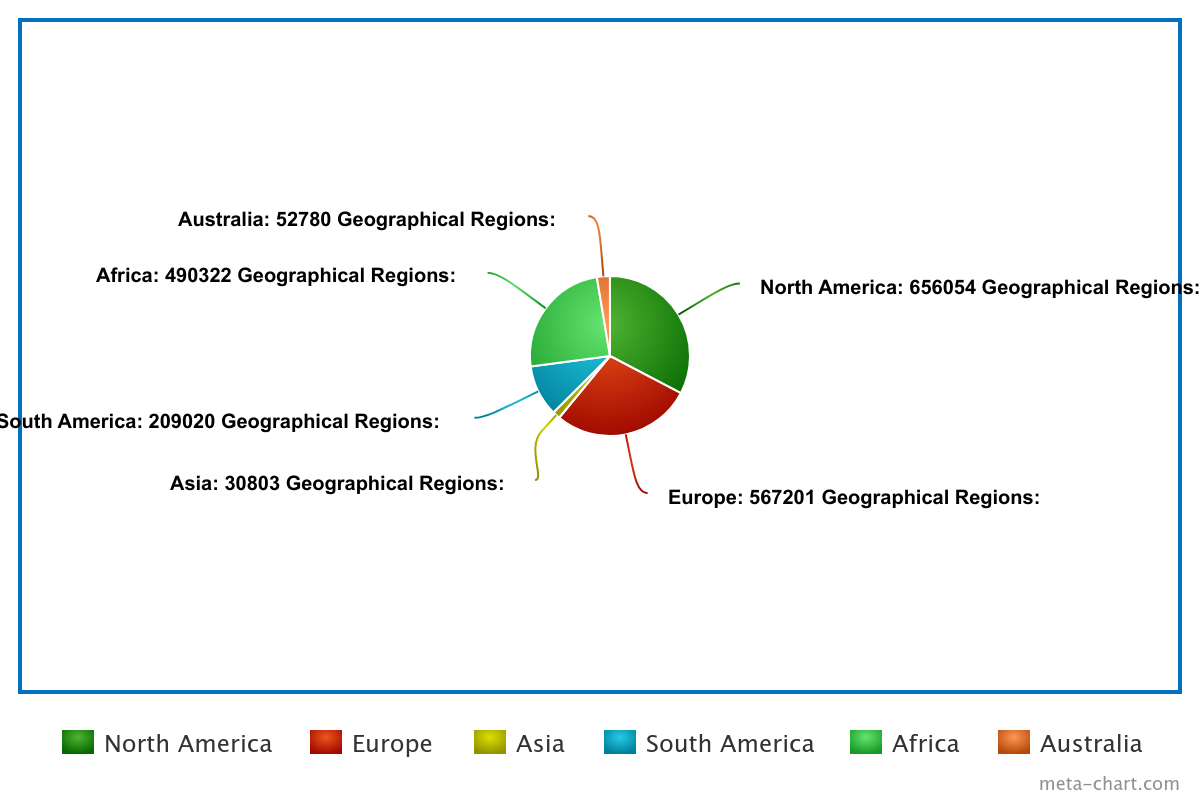 Australia: 52780 Geographical Regions:
Africa: 490322 Geographical Regions:
North America: 656054 Geographical Regions:
South America: 209020 Geographical Regions:
Asia: 30803 Geographical Regions:
Europe: 567201 Geographical Regions:
North America
Europe
Asia
South America
Africa
Australia
meta-chart.com